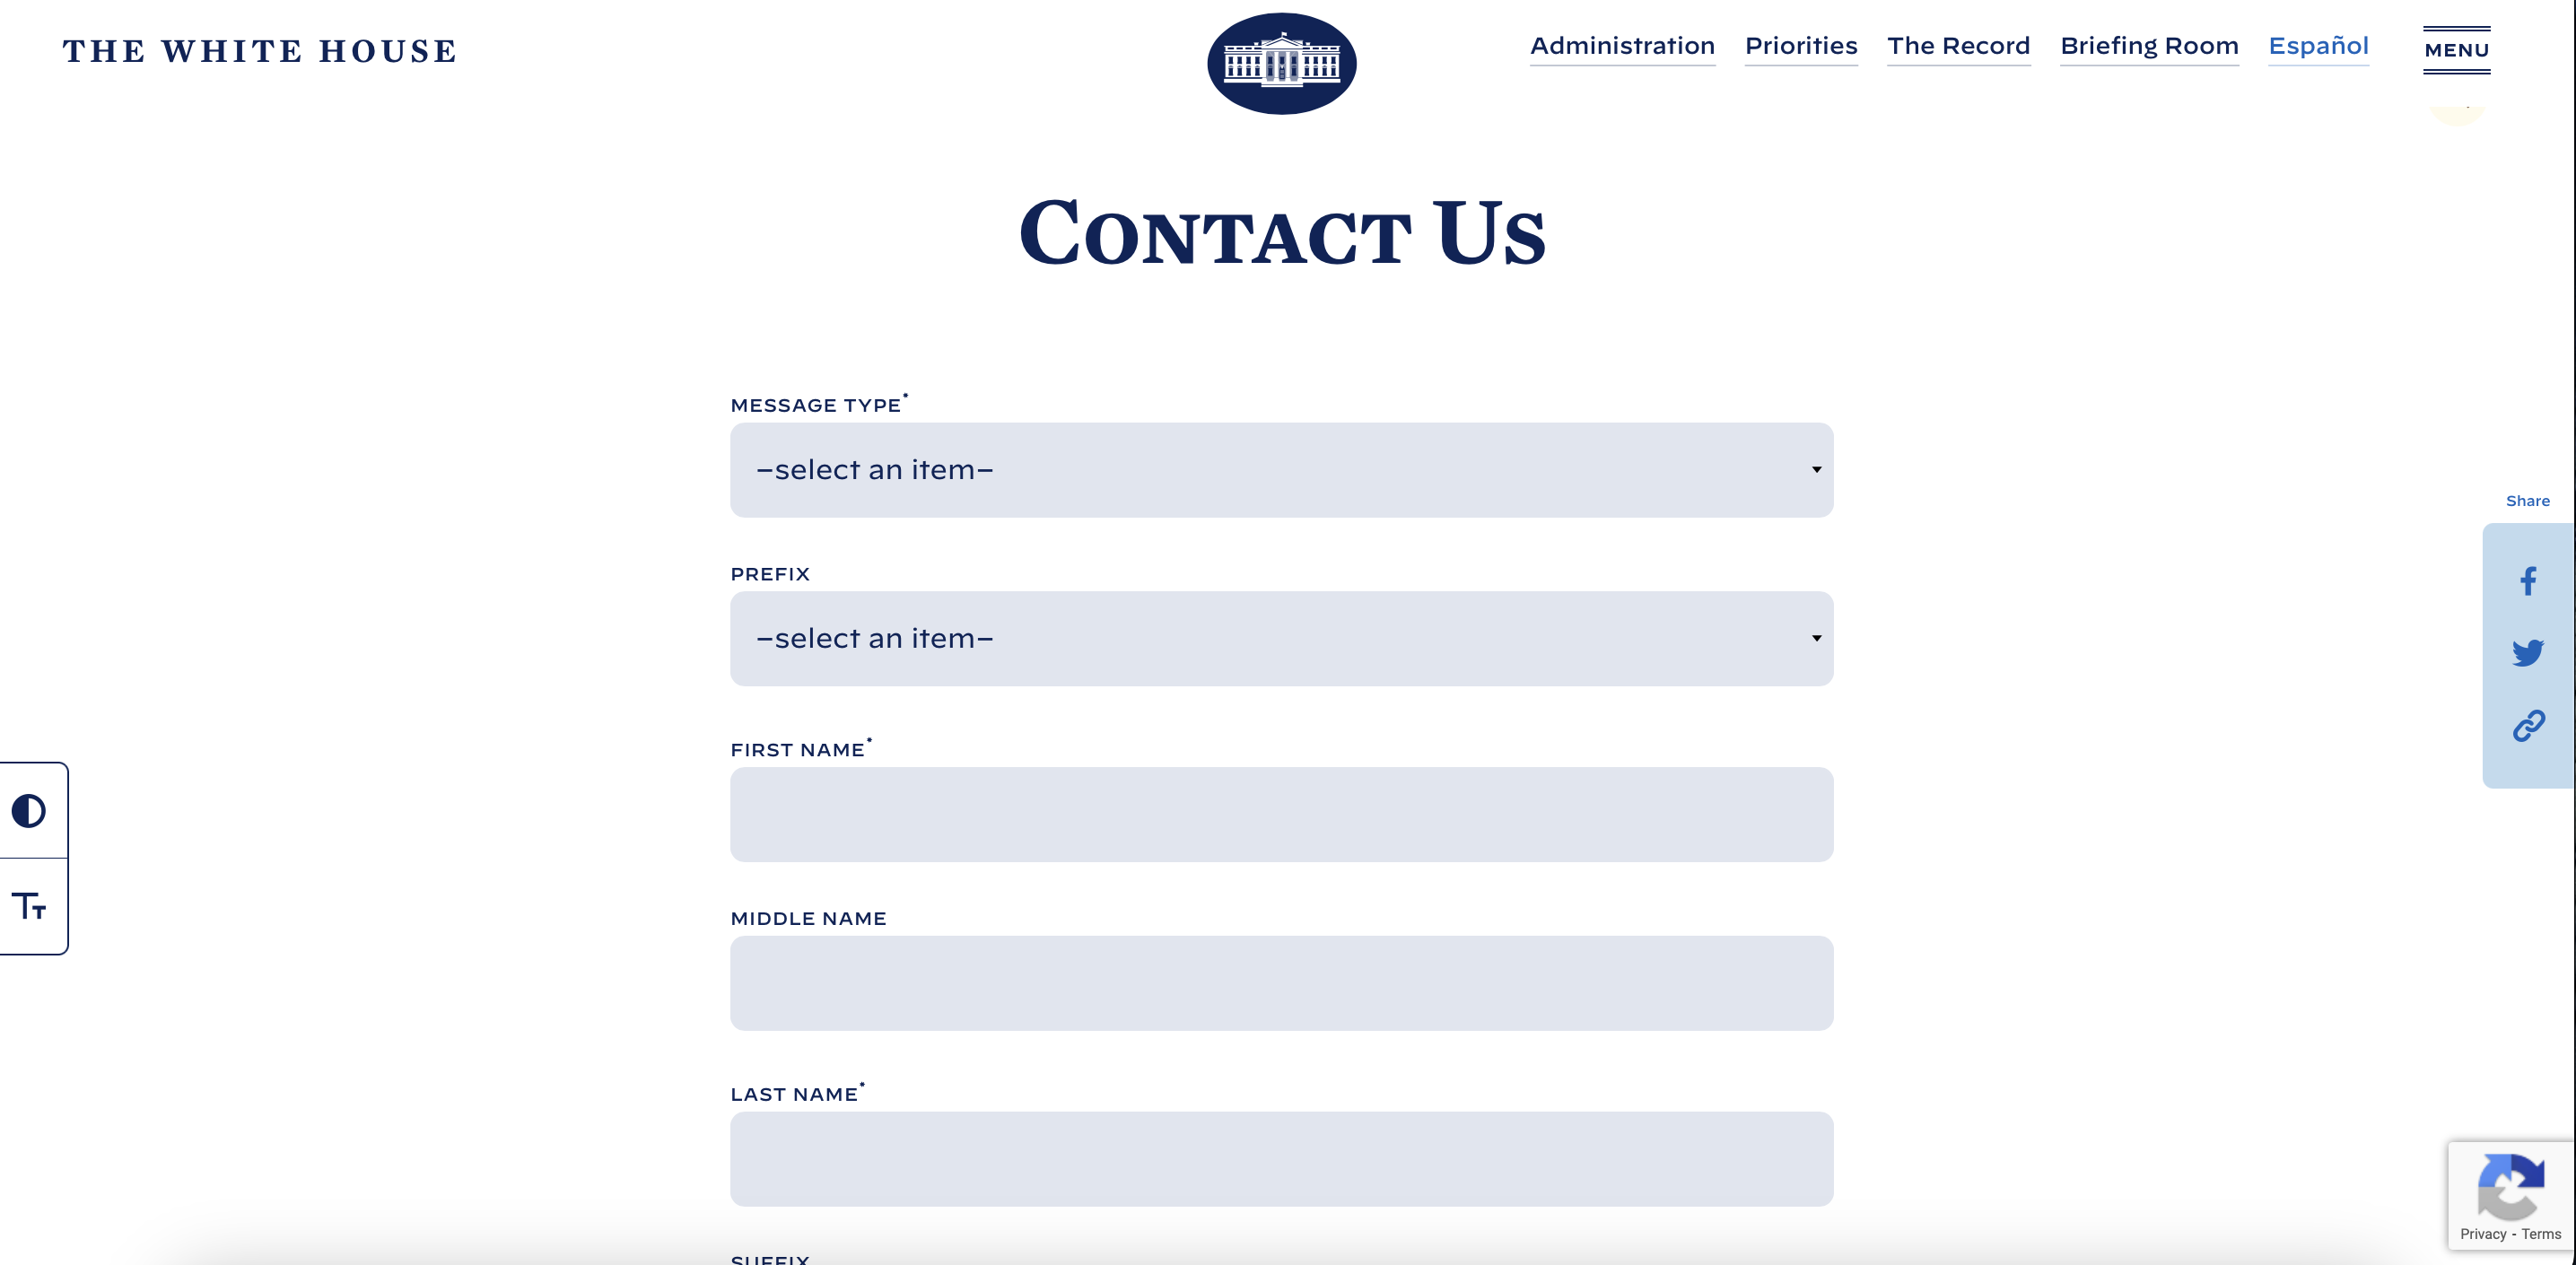 THE WHITE HOUSE
Administration Priorities The Record Briefing Room Español MENU
CONTACT US
MESSAGE TYPE*
–select an item–
PREFIX
–select an item–
Share
FIRST NAME*
MIDDLE NAME
LAST NAME*
SUFFIX
Privacy - Terms